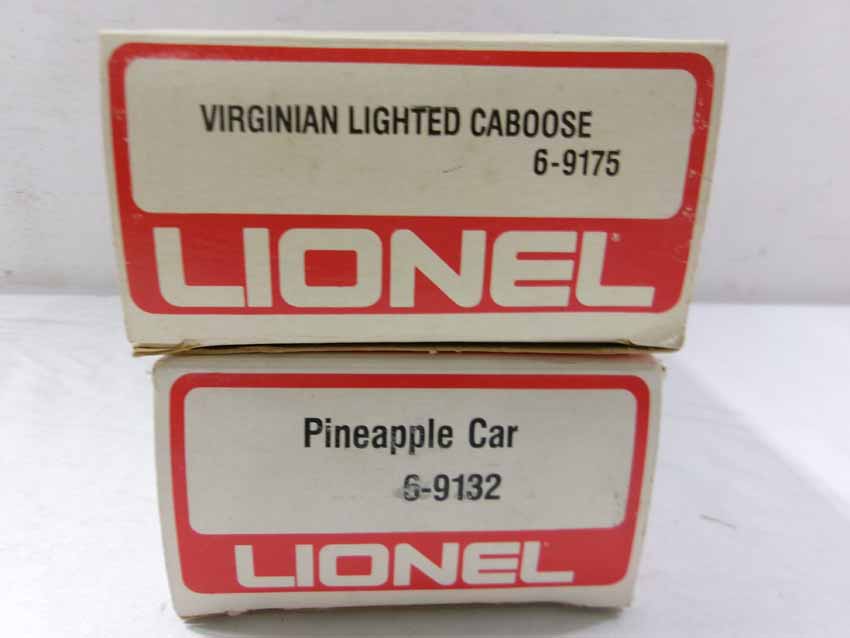 VIRGINIAN LIGHTED CABOOSE
6-9175
LIONEL®
Pineapple Car
6-9132
LIONEL